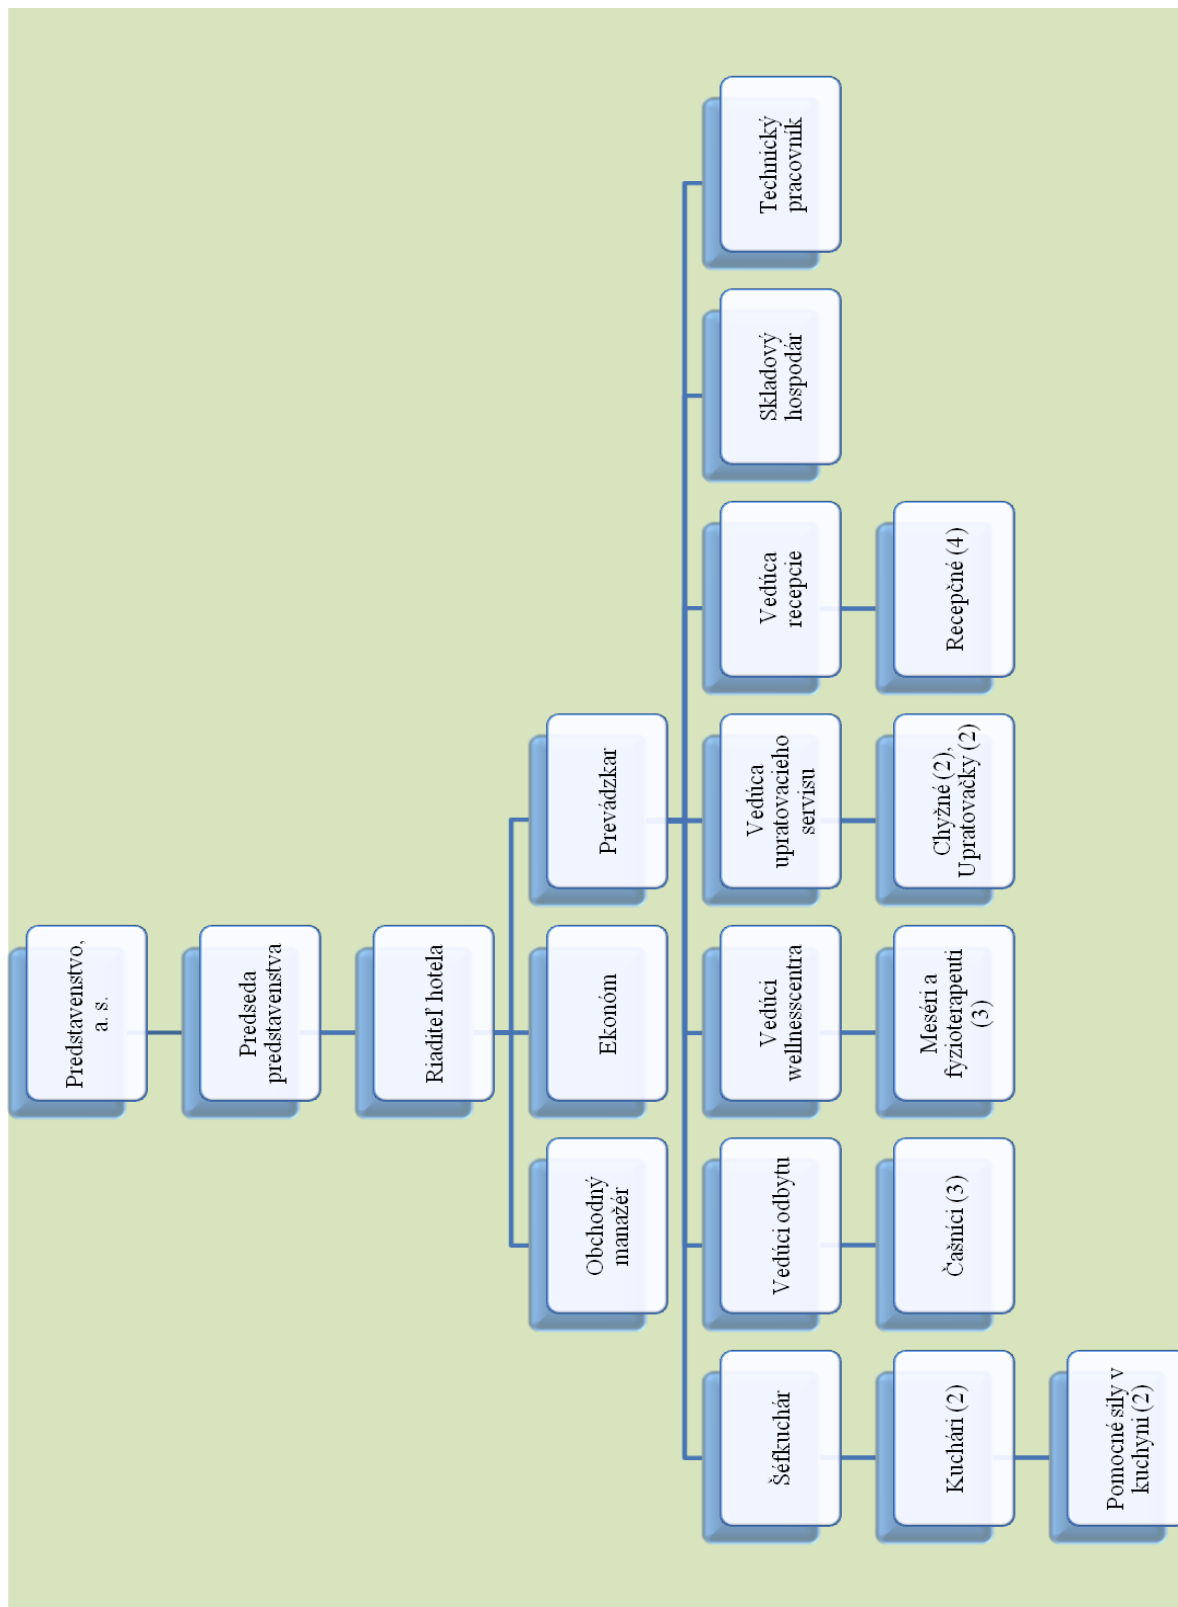 Predstavenstvo,
a. s.
Predseda
predstavenstva
Riaditeľ hotela
Obchodný
manažér
Ekonóm
Prevádzkar
Šéfkuchár
Vedúci odbytu
Vedúci
wellnesscentra
Vedúca
upratovacieho
servisu
Vedúca
recepcie
Skladový
hospodár
Technický
pracovník
Kuchári (2)
Čašníci (3)
Meséri a
fyzioterapeuti
(3)
Chyžné (2),
Upratovačky (2)
Recepčné (4)
Pomocné sily v
kuchyni (2)